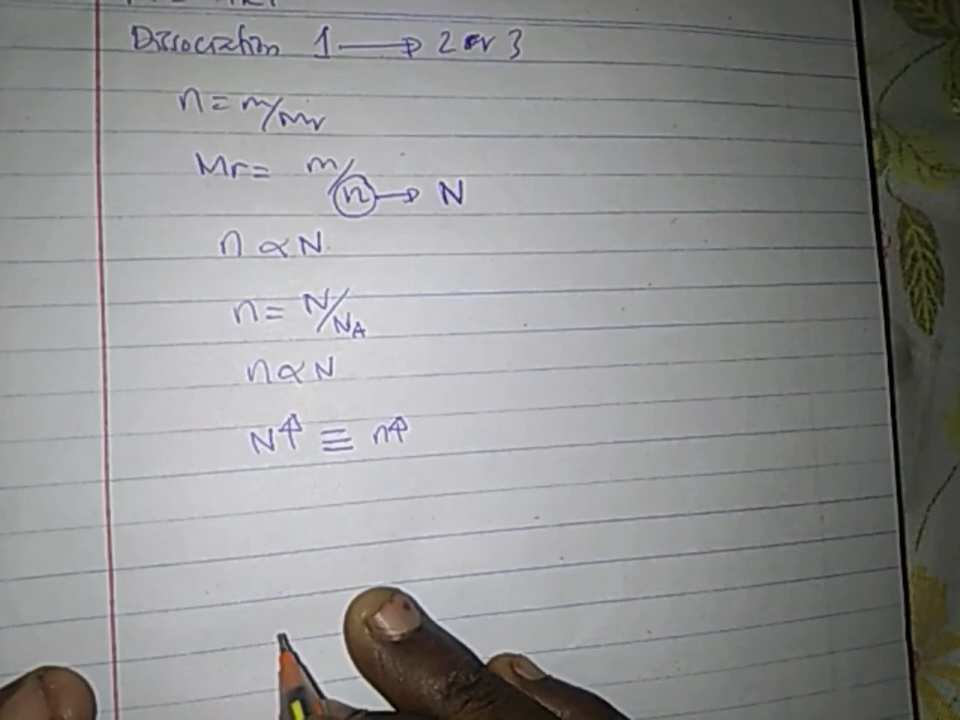 Dissociation 1 → 2 or 3
n = m/Mr
Mr = m/n → N
n ∝ N
n = N/NA
n ∝ N
N↑ ≡ n↑